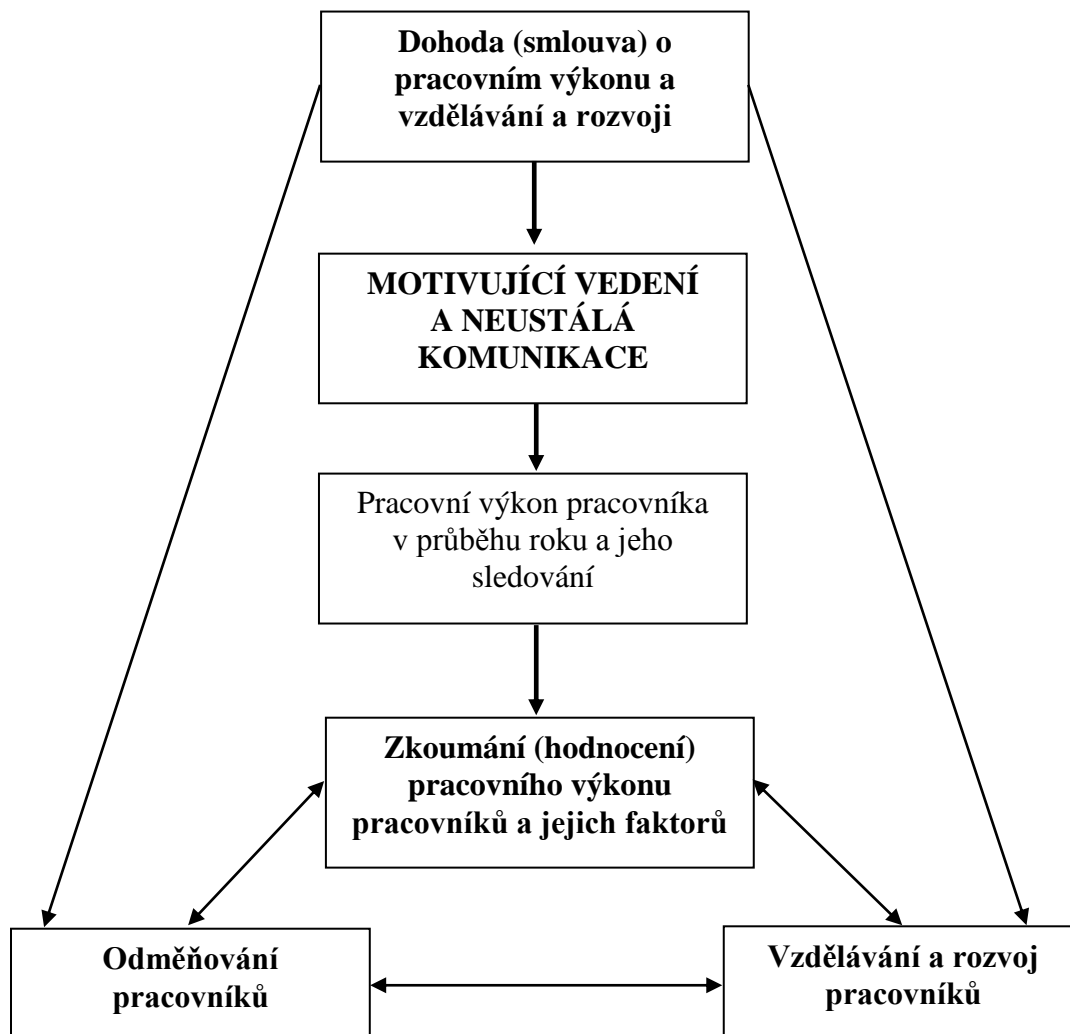 Dohoda (smlouva) o
pracovním výkonu a
vzdělávání a rozvoji
MOTIVUJÍCÍ VEDENÍ
A NEUSTÁLÁ
KOMUNIKACE
Pracovní výkon pracovníka
v průběhu roku a jeho
sledování
Zkoumání (hodnocení)
pracovního výkonu
pracovníků a jejich faktorů
Odměňování
pracovníků
Vzdělávání a rozvoj
pracovníků